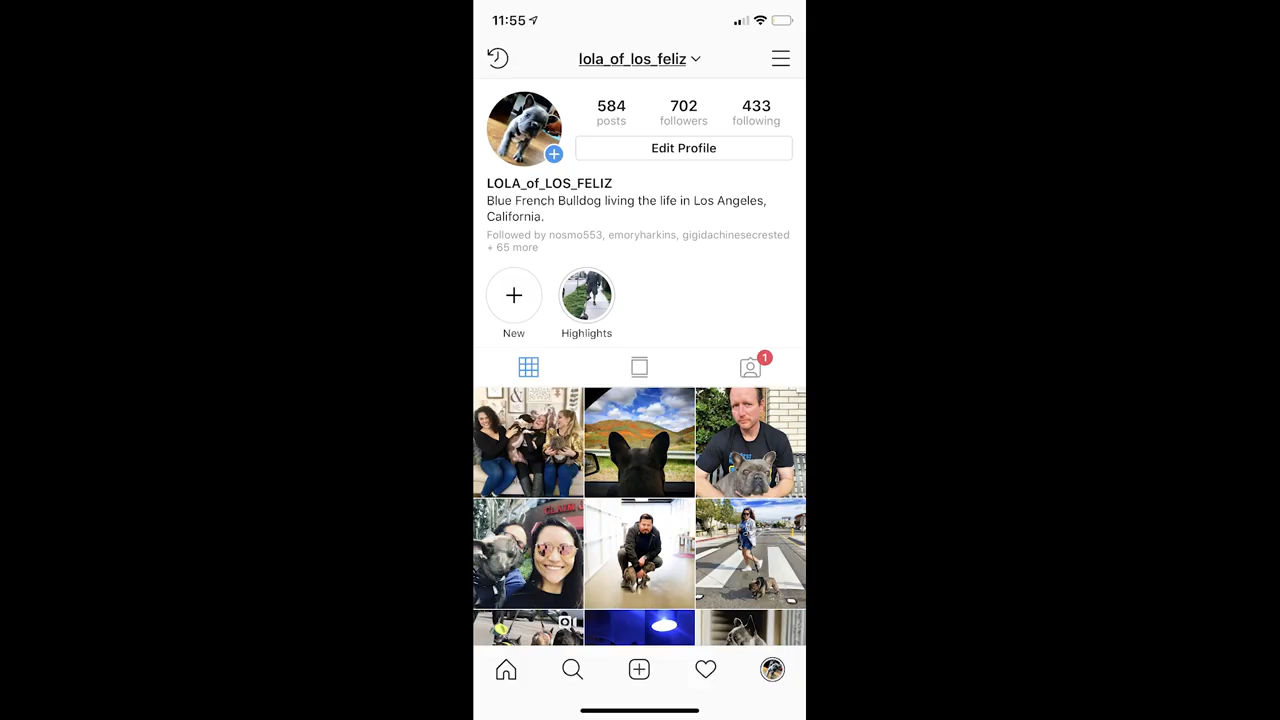 11:55
lola_of_los_feliz
584
702
433
posts
followers
following
Edit Profile
LOLA_of_LOS_FELIZ
Blue French Bulldog living the life in Los Angeles,
California.
Followed by nosmo553, emoryharkins, gigidachinesecrested
+ 65 more
New
Highlights
1
&